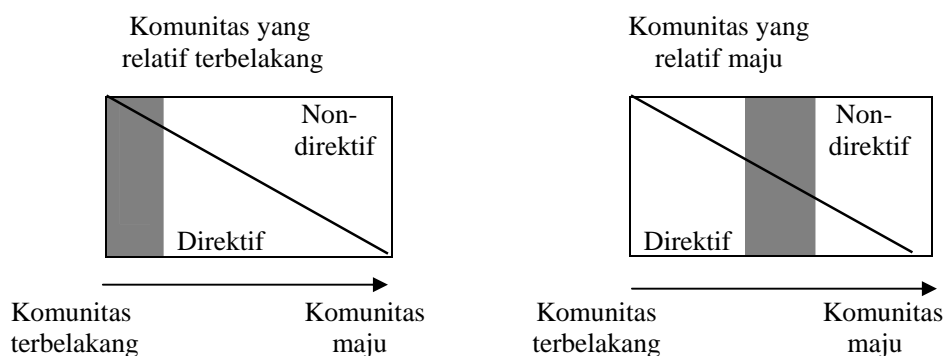 Komunitas yang
relatif terbelakang
Non-
direktif
Direktif
Komunitas
terbelakang
Komunitas
maju
Komunitas yang
relatif maju
Non-
direktif
Direktif
Komunitas
terbelakang
Komunitas
maju